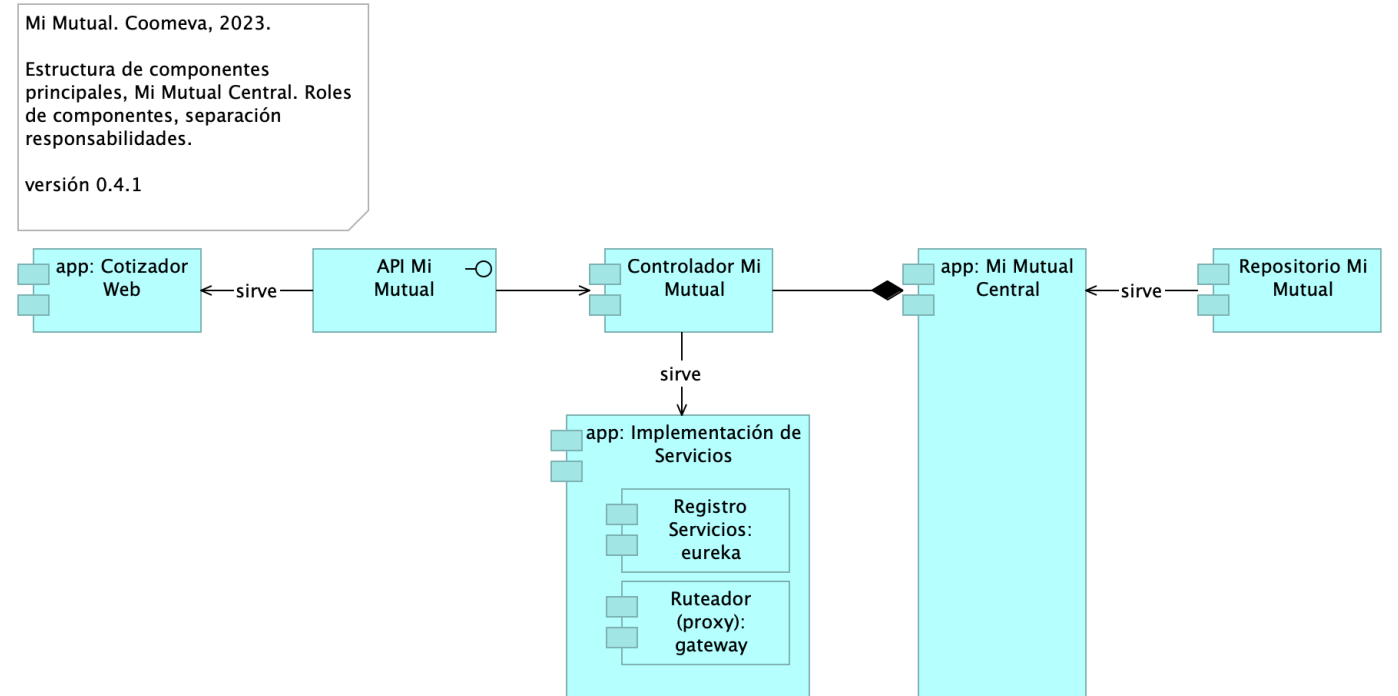 Mi Mutual. Coomeva, 2023.
Estructura de componentes
principales, Mi Mutual Central. Roles
de componentes, separación
responsabilidades.
versión 0.4.1
app: Cotizador
Web
sirve
API Mi
Mutual
Controlador Mi
Mutual
app: Mi Mutual
Central
sirve
Repositorio Mi
Mutual
sirve
app: Implementación de
Servicios
Registro
Servicios:
eureka
Ruteador
(proxy):
gateway